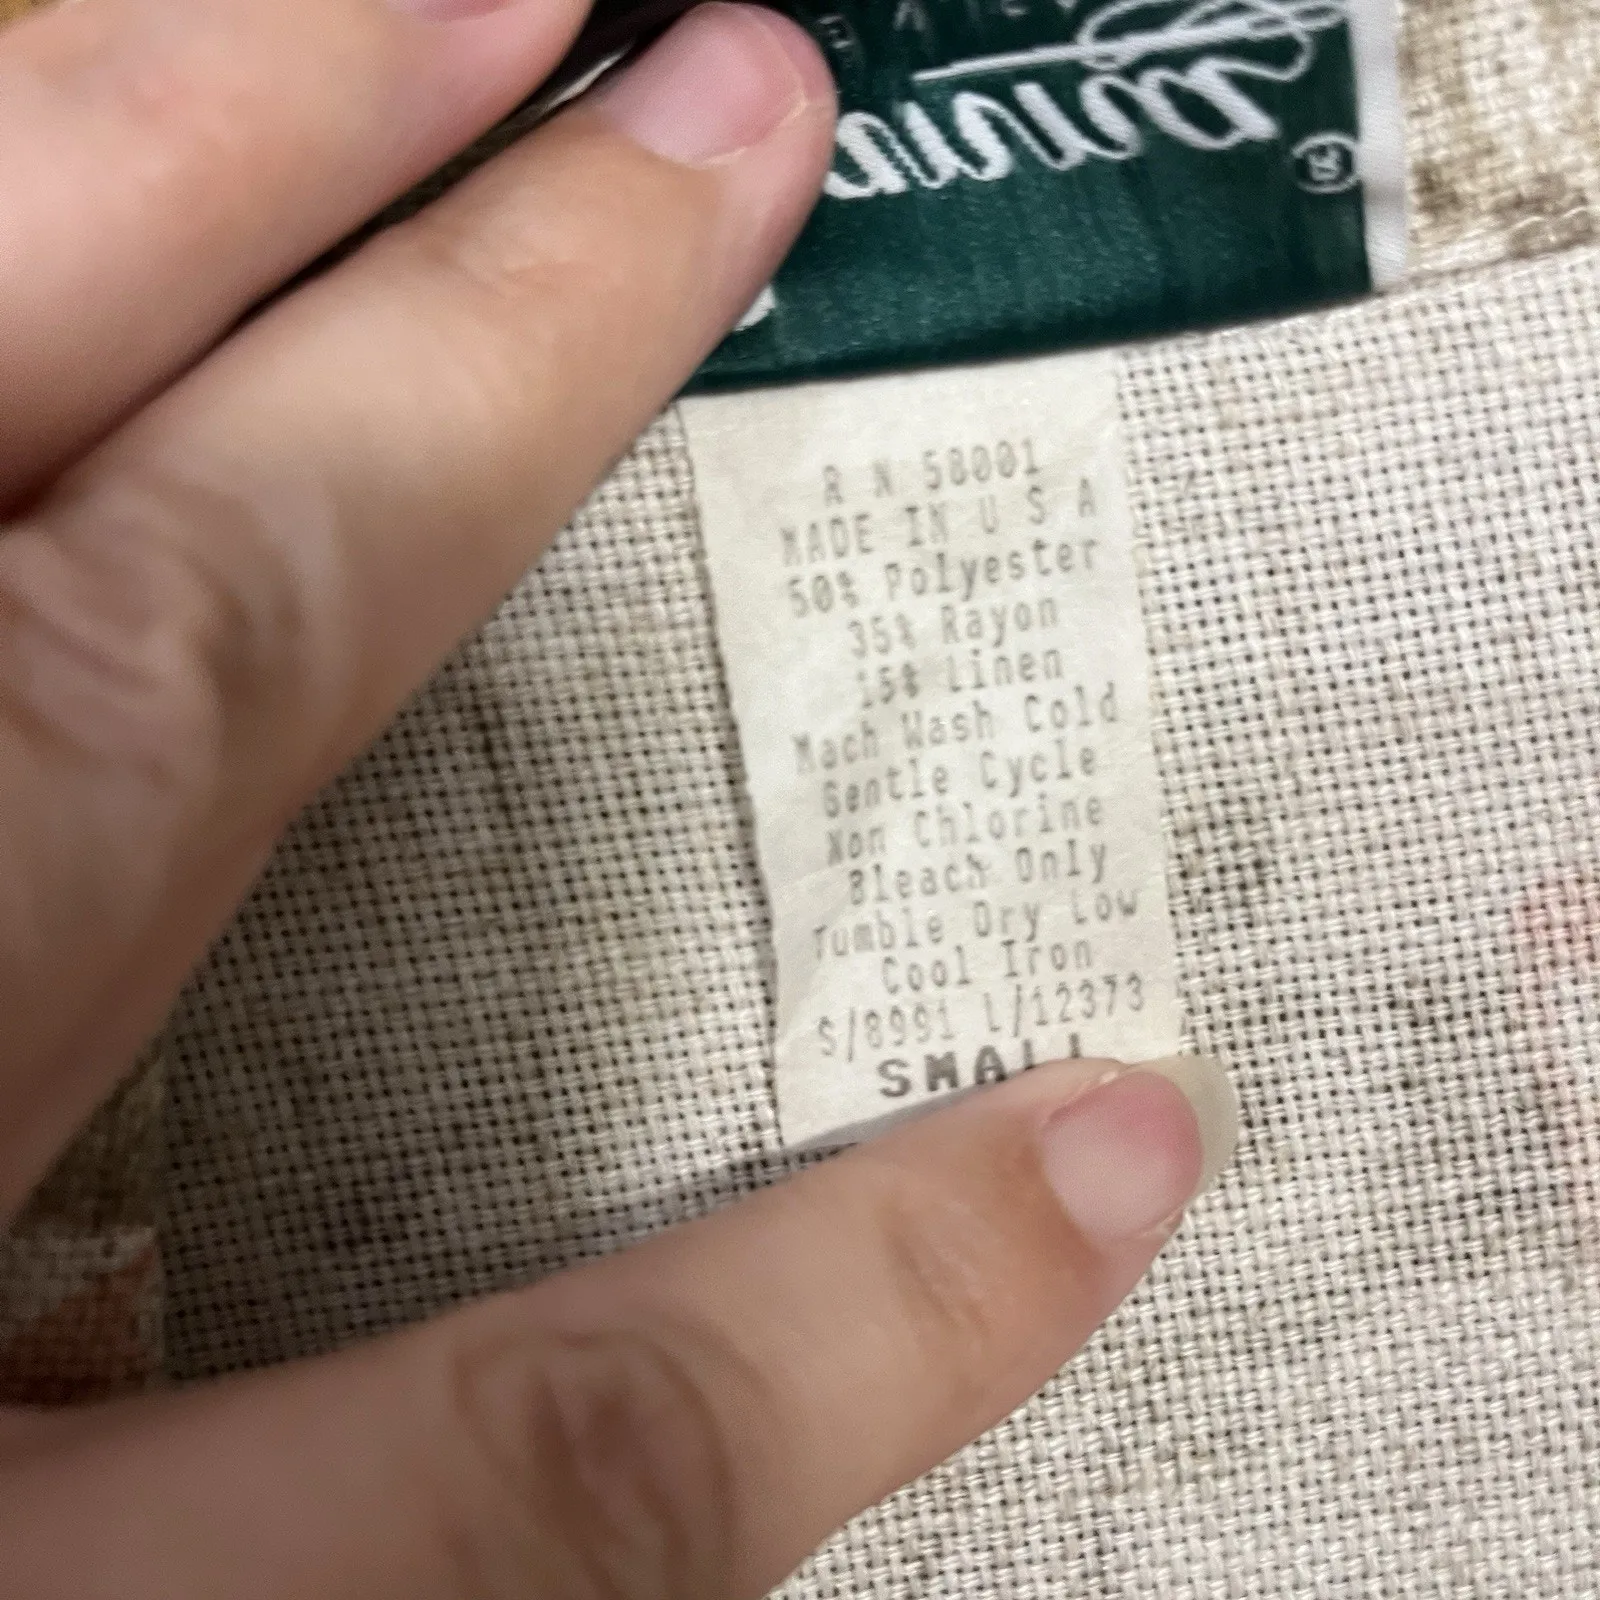 R N 58001
MADE IN U S A
50% Polyester
35% Rayon
15% Linen
Mach Wash Cold
Gentle Cycle
Non Chlorine
Bleach Only
Tumble Dry Low
Cool Iron
S/8991 L/12373
SMALL
®